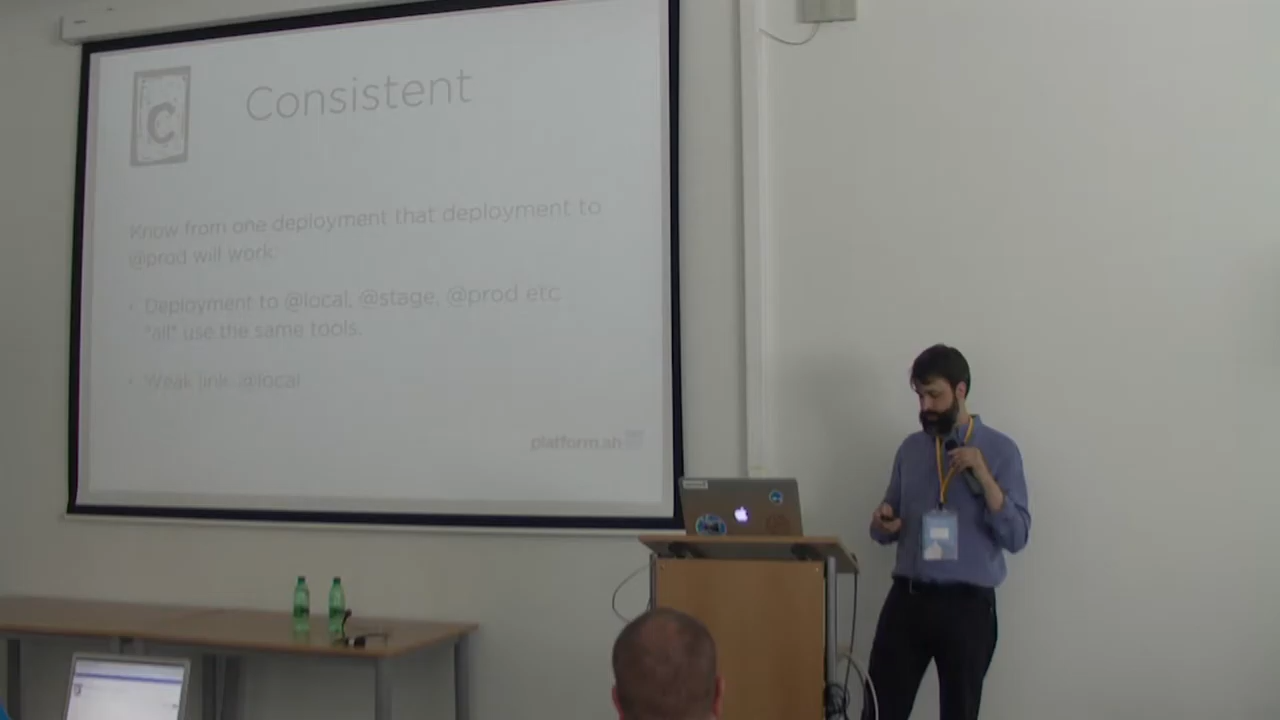 C
Consistent
Know from one deployment that deployment to
@prod will work.
• Deployment to @local, @stage, @prod etc
"all" use the same tools.
• Weak link: @local
platform.sh